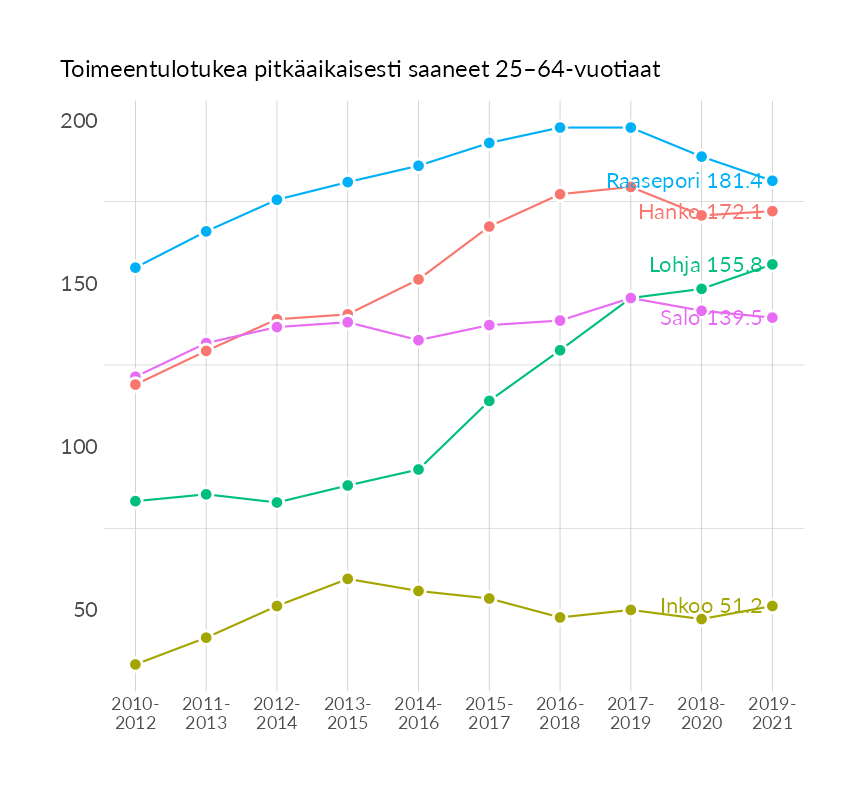 Toimeentulotukea pitkäaikaisesti saaneet 25–64-vuotiaat
200
150
100
50
Raasepori 181.4
Hanko 172.1
Lohja 155.8
Salo 139.5
Inkoo 51.2
2010- 2011- 2012- 2013- 2014- 2015- 2016- 2017- 2018- 2019-
2012 2013 2014 2015 2016 2017 2018 2019 2020 2021